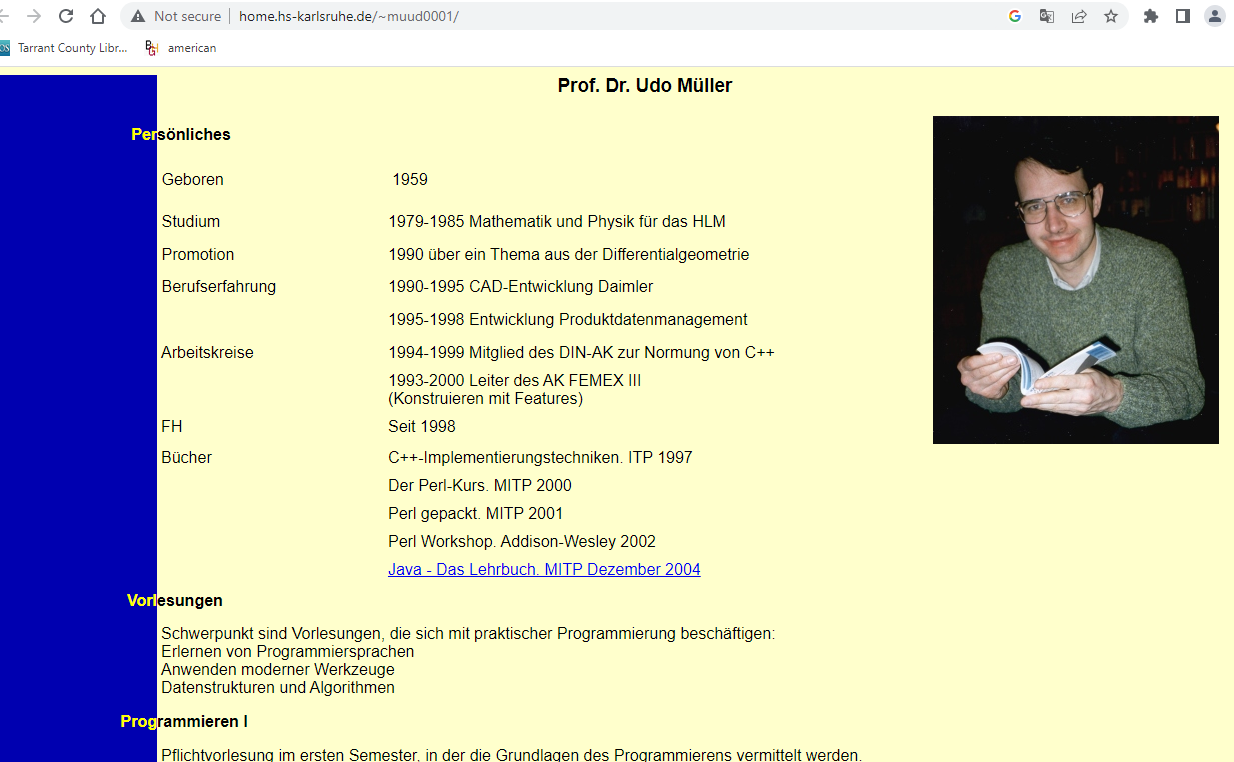 Not secure | home.hs-karlsruhe.de/~muud0001/
Tarrant County Libr... american
Prof. Dr. Udo Müller
Persönliches
Geboren 1959
Studium 1979-1985 Mathematik und Physik für das HLM
Promotion 1990 über ein Thema aus der Differentialgeometrie
Berufserfahrung 1990-1995 CAD-Entwicklung Daimler
1995-1998 Entwicklung Produktdatenmanagement
Arbeitskreise 1994-1999 Mitglied des DIN-AK zur Normung von C++
1993-2000 Leiter des AK FEMEX III
(Konstruieren mit Features)
FH Seit 1998
Bücher C++-Implementierungstechniken. ITP 1997
Der Perl-Kurs. MITP 2000
Perl gepackt. MITP 2001
Perl Workshop. Addison-Wesley 2002
Java - Das Lehrbuch. MITP Dezember 2004
Vorlesungen
Schwerpunkt sind Vorlesungen, die sich mit praktischer Programmierung beschäftigen:
Erlernen von Programmiersprachen
Anwenden moderner Werkzeuge
Datenstrukturen und Algorithmen
Programmieren I
Pflichtvorlesung im ersten Semester, in der die Grundlagen des Programmierens vermittelt werden.